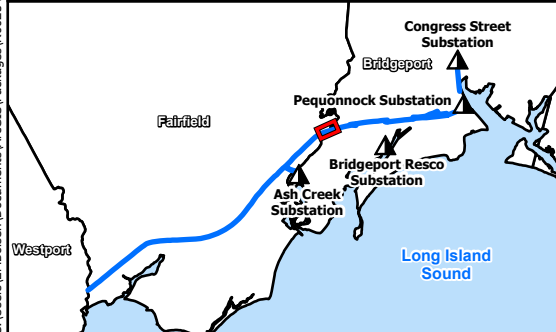 Congress Street
Substation
Bridgeport
Pequonnock Substation
Fairfield
Bridgeport Resco
Substation
Ash Creek
Substation
Westport
Long Island
Sound